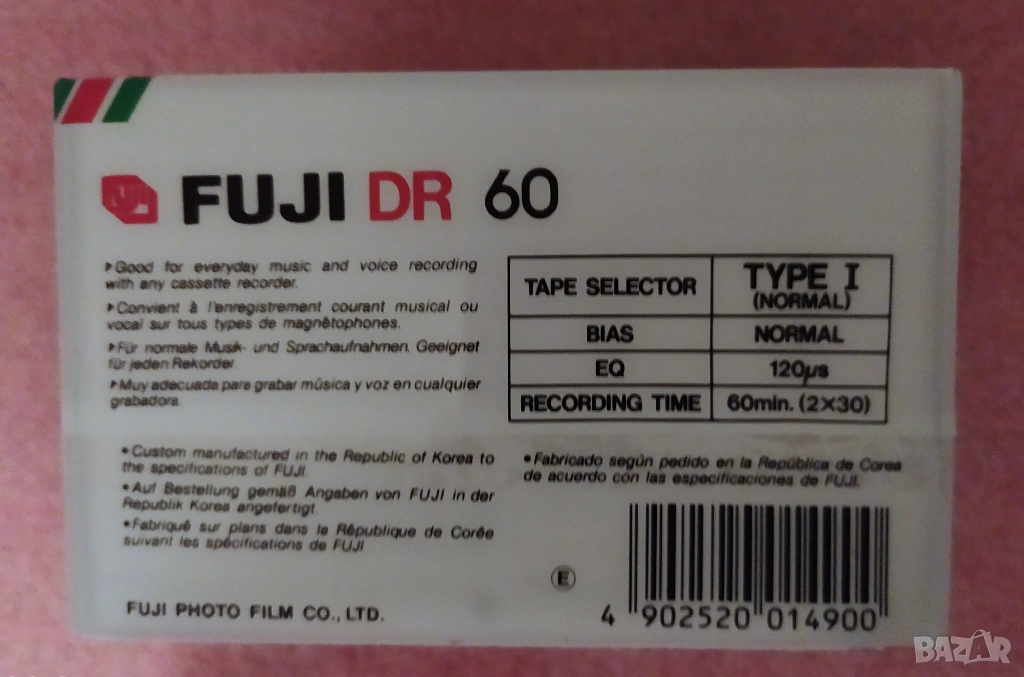 FUJI DR 60
▶Good for everyday music and voice recording
with any cassette recorder.
▶Convient à l'enregistrement courant musical ou
vocal sur tous types de magnétophones.
▶Für normale Musik- und Sprachaufnahmen. Geeignet
für jeden Rekorder.
▶Muy adecuada para grabar música y voz en cualquier
grabadora.
TAPE SELECTOR TYPE I
(NORMAL)
BIAS NORMAL
EQ 120µs
RECORDING TIME 60min. (2×30)
•Custom manufactured in the Republic of Korea to
the specifications of FUJI.
•Auf Bestellung gemäß Angaben von FUJI in der
Republik Korea angefertigt.
•Fabriqué sur plans dans la République de Corée
suivant les spécifications de FUJI
•Fabricado según pedido en la República de Corea
de acuerdo con las especificaciones de FUJI.
E
FUJI PHOTO FILM CO., LTD.
4 902520 014900
BAZAR